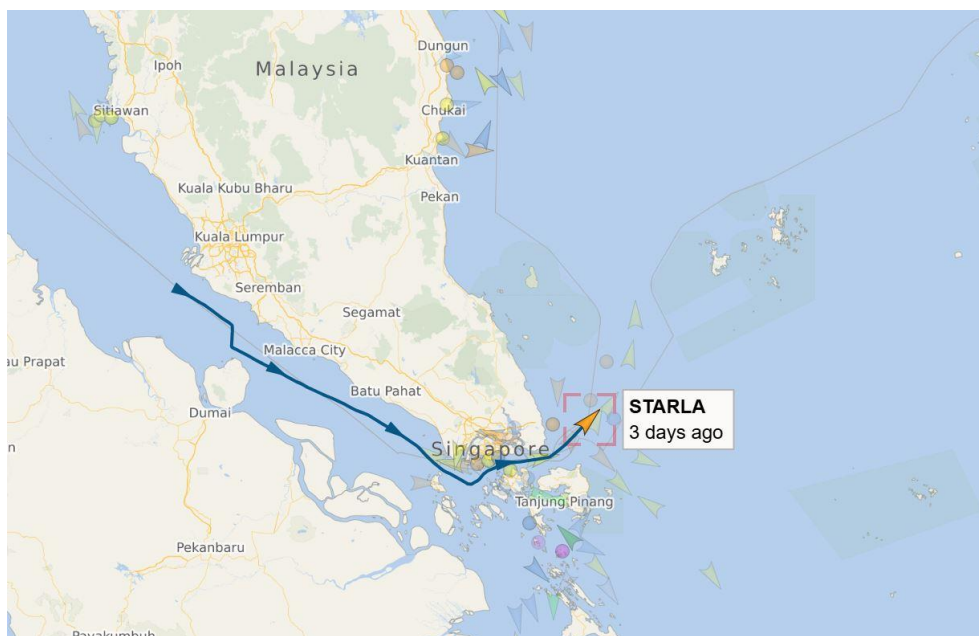 Dungun
Ipoh
Malaysia
Sitiawan
Chukai
Kuantan
Kuala Kubu Bharu
Pekan
Kuala Lumpur
Seremban
Segamat
Malacca City
au Prapat
Batu Pahat
STARLA
3 days ago
Dumai
Singapore
n
Tanjung Pinang
Pekanbaru
Payakumbuh